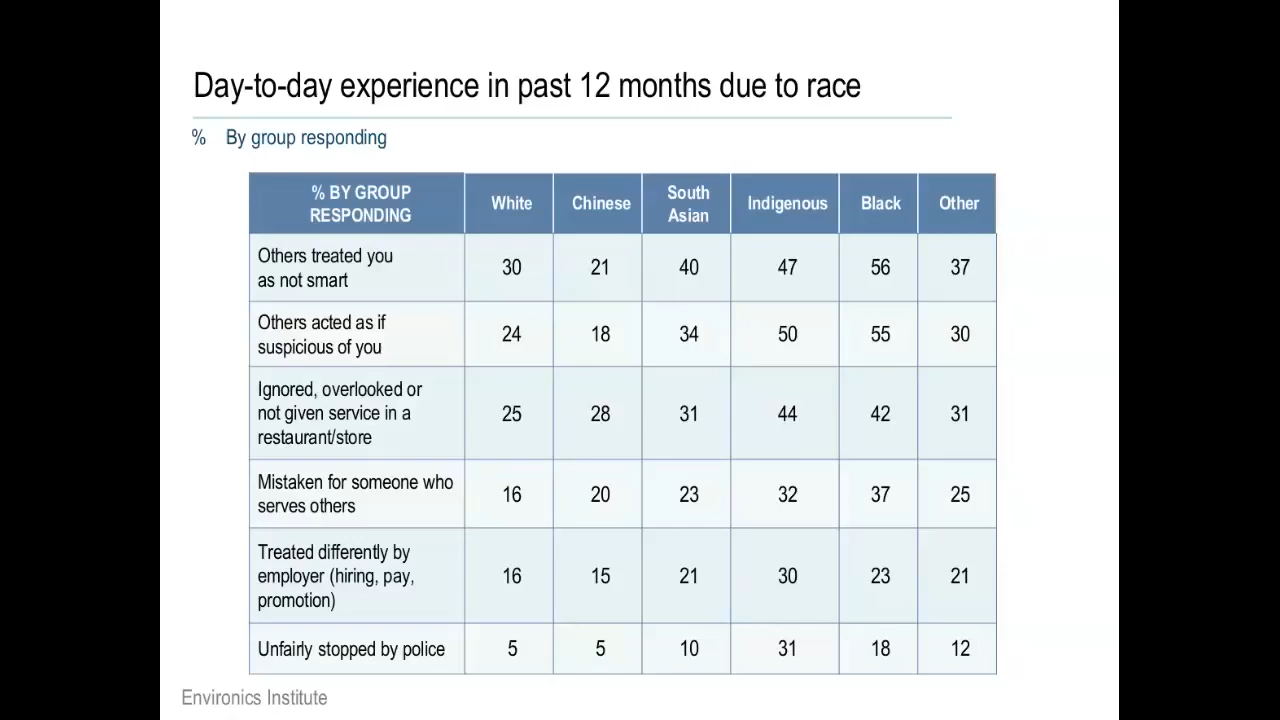 Day-to-day experience in past 12 months due to race
% By group responding
% BY GROUP
RESPONDING
White
Chinese
South
Asian
Indigenous
Black
Other
Others treated you
as not smart
30
21
40
47
56
37
Others acted as if
suspicious of you
24
18
34
50
55
30
Ignored, overlooked or
not given service in a
restaurant/store
25
28
31
44
42
31
Mistaken for someone who
serves others
16
20
23
32
37
25
Treated differently by
employer (hiring, pay,
promotion)
16
15
21
30
23
21
Unfairly stopped by police
5
5
10
31
18
12
Environics Institute